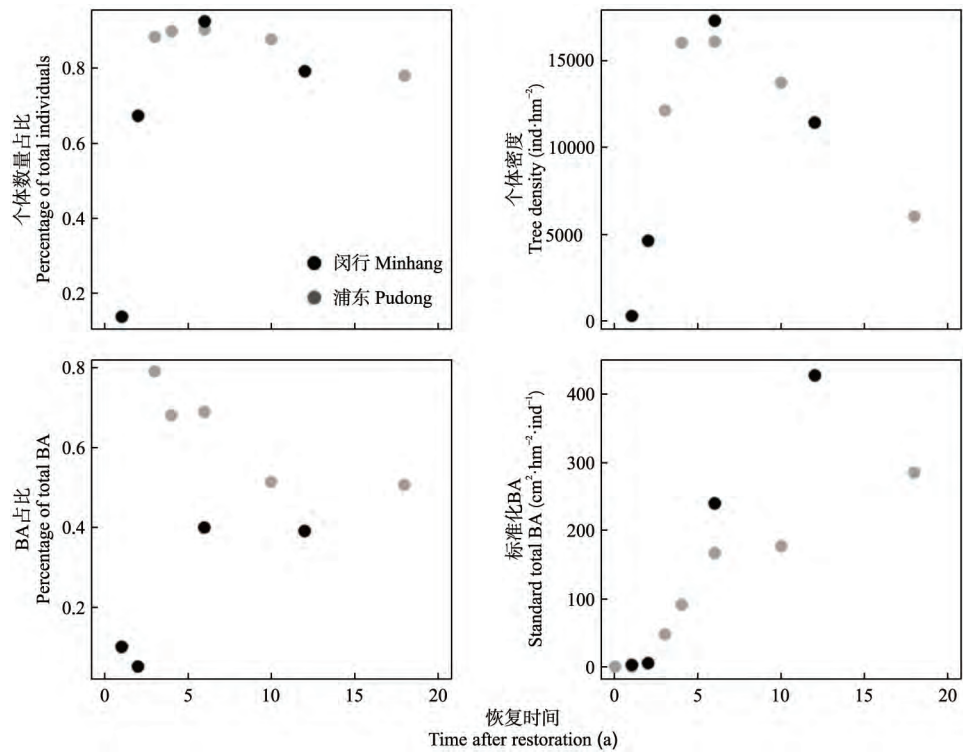 个体数量占比
Percentage of total individuals
0.8
0.6
0.4
0.2
闵行 Minhang
浦东 Pudong
个体密度
Tree density (ind·hm⁻²)
15000
10000
5000
0
BA占比
Percentage of total BA
0.8
0.6
0.4
0.2
0 5 10 15 20
标准化BA
Standard total BA (cm²·hm⁻²·ind⁻¹)
400
300
200
100
0
0 5 10 15 20
恢复时间
Time after restoration (a)